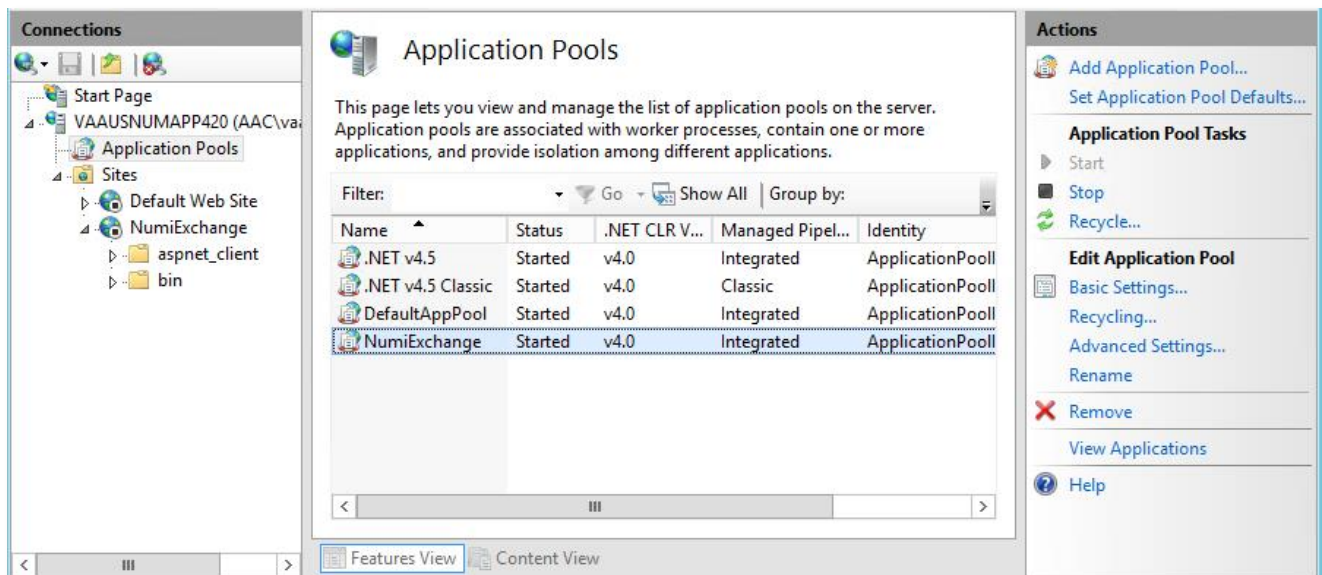 Connections
Start Page
VAAUSNUMAPP420 (AAC\vaa
Application Pools
Sites
Default Web Site
NumiExchange
aspnet_client
bin
Application Pools
This page lets you view and manage the list of application pools on the server.
Application pools are associated with worker processes, contain one or more
applications, and provide isolation among different applications.
Filter: Go Show All Group by:
Name Status .NET CLR V... Managed Pipel... Identity
.NET v4.5 Started v4.0 Integrated ApplicationPoolI
.NET v4.5 Classic Started v4.0 Classic ApplicationPoolI
DefaultAppPool Started v4.0 Integrated ApplicationPoolI
NumiExchange Started v4.0 Integrated ApplicationPoolI
Features View Content View
Actions
Add Application Pool...
Set Application Pool Defaults...
Application Pool Tasks
Start
Stop
Recycle...
Edit Application Pool
Basic Settings...
Recycling...
Advanced Settings...
Rename
Remove
View Applications
Help